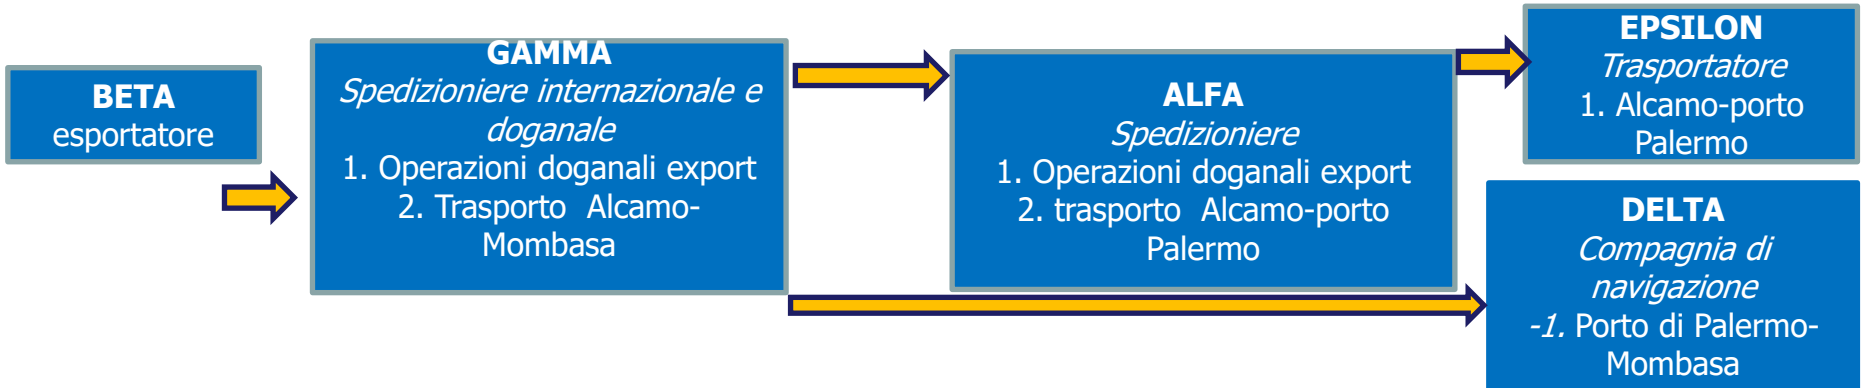 BETA
esportatore
GAMMA
Spedizioniere internazionale e
doganale
1. Operazioni doganali export
2. Trasporto Alcamo-
Mombasa
ALFA
Spedizioniere
1. Operazioni doganali export
2. trasporto Alcamo-porto
Palermo
EPSILON
Trasportatore
1. Alcamo-porto
Palermo
DELTA
Compagnia di
navigazione
-1. Porto di Palermo-
Mombasa